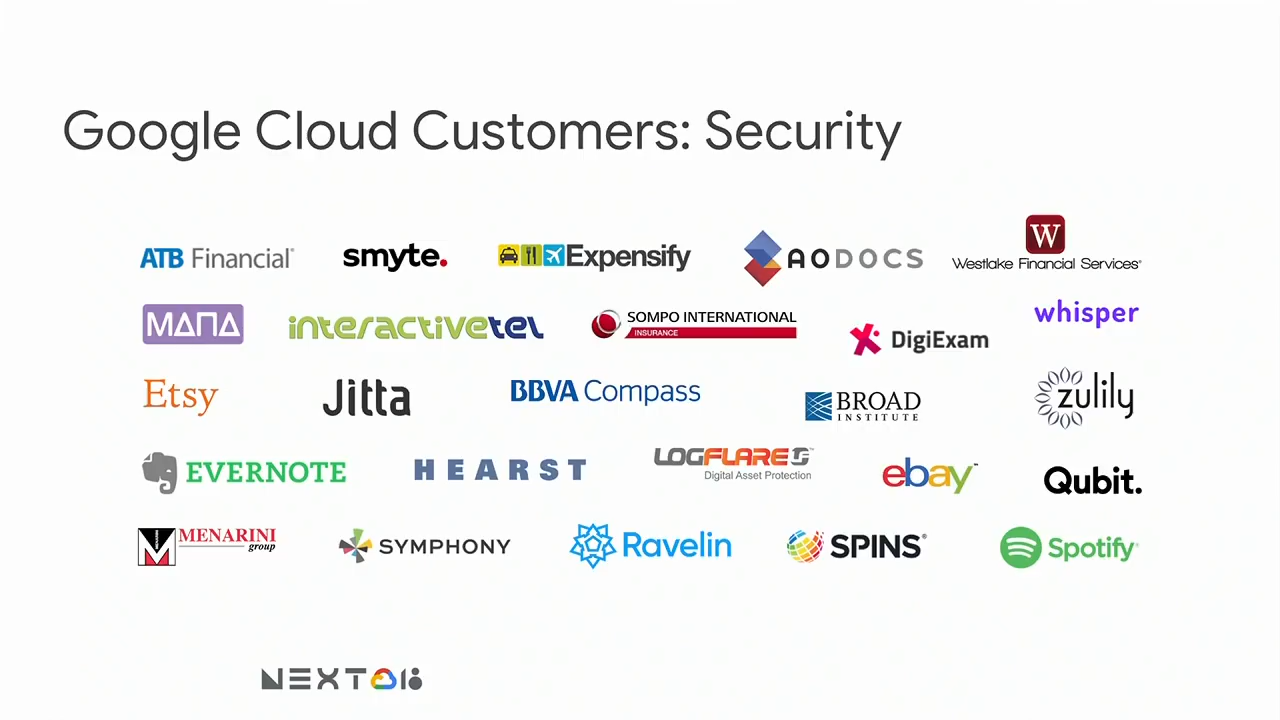 Google Cloud Customers: Security
ATB Financial®
smyte.
Expensify
AODOCS
W
Westlake Financial Services®
MANA
interactivetel
SOMPO INTERNATIONAL
INSURANCE
DigiExam
whisper
Etsy
Jitta
BBVA Compass
BROAD
INSTITUTE
zulily
EVERNOTE
HEARST
LOGFLARE LF™
Digital Asset Protection
ebay™
Qubit.
MENARINI
group
SYMPHONY
Ravelin
SPINS®
Spotify®
NEXT 18